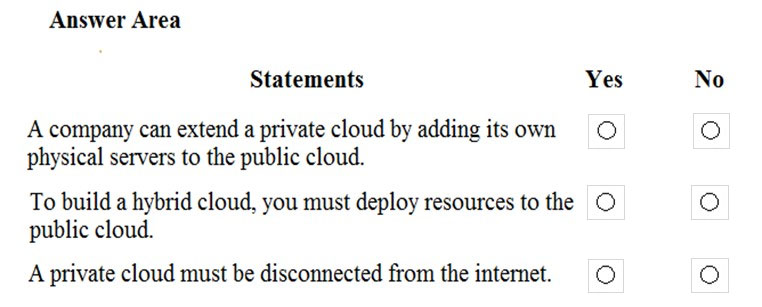 Answer Area
Statements Yes No
A company can extend a private cloud by adding its own
physical servers to the public cloud.
To build a hybrid cloud, you must deploy resources to the
public cloud.
A private cloud must be disconnected from the internet.